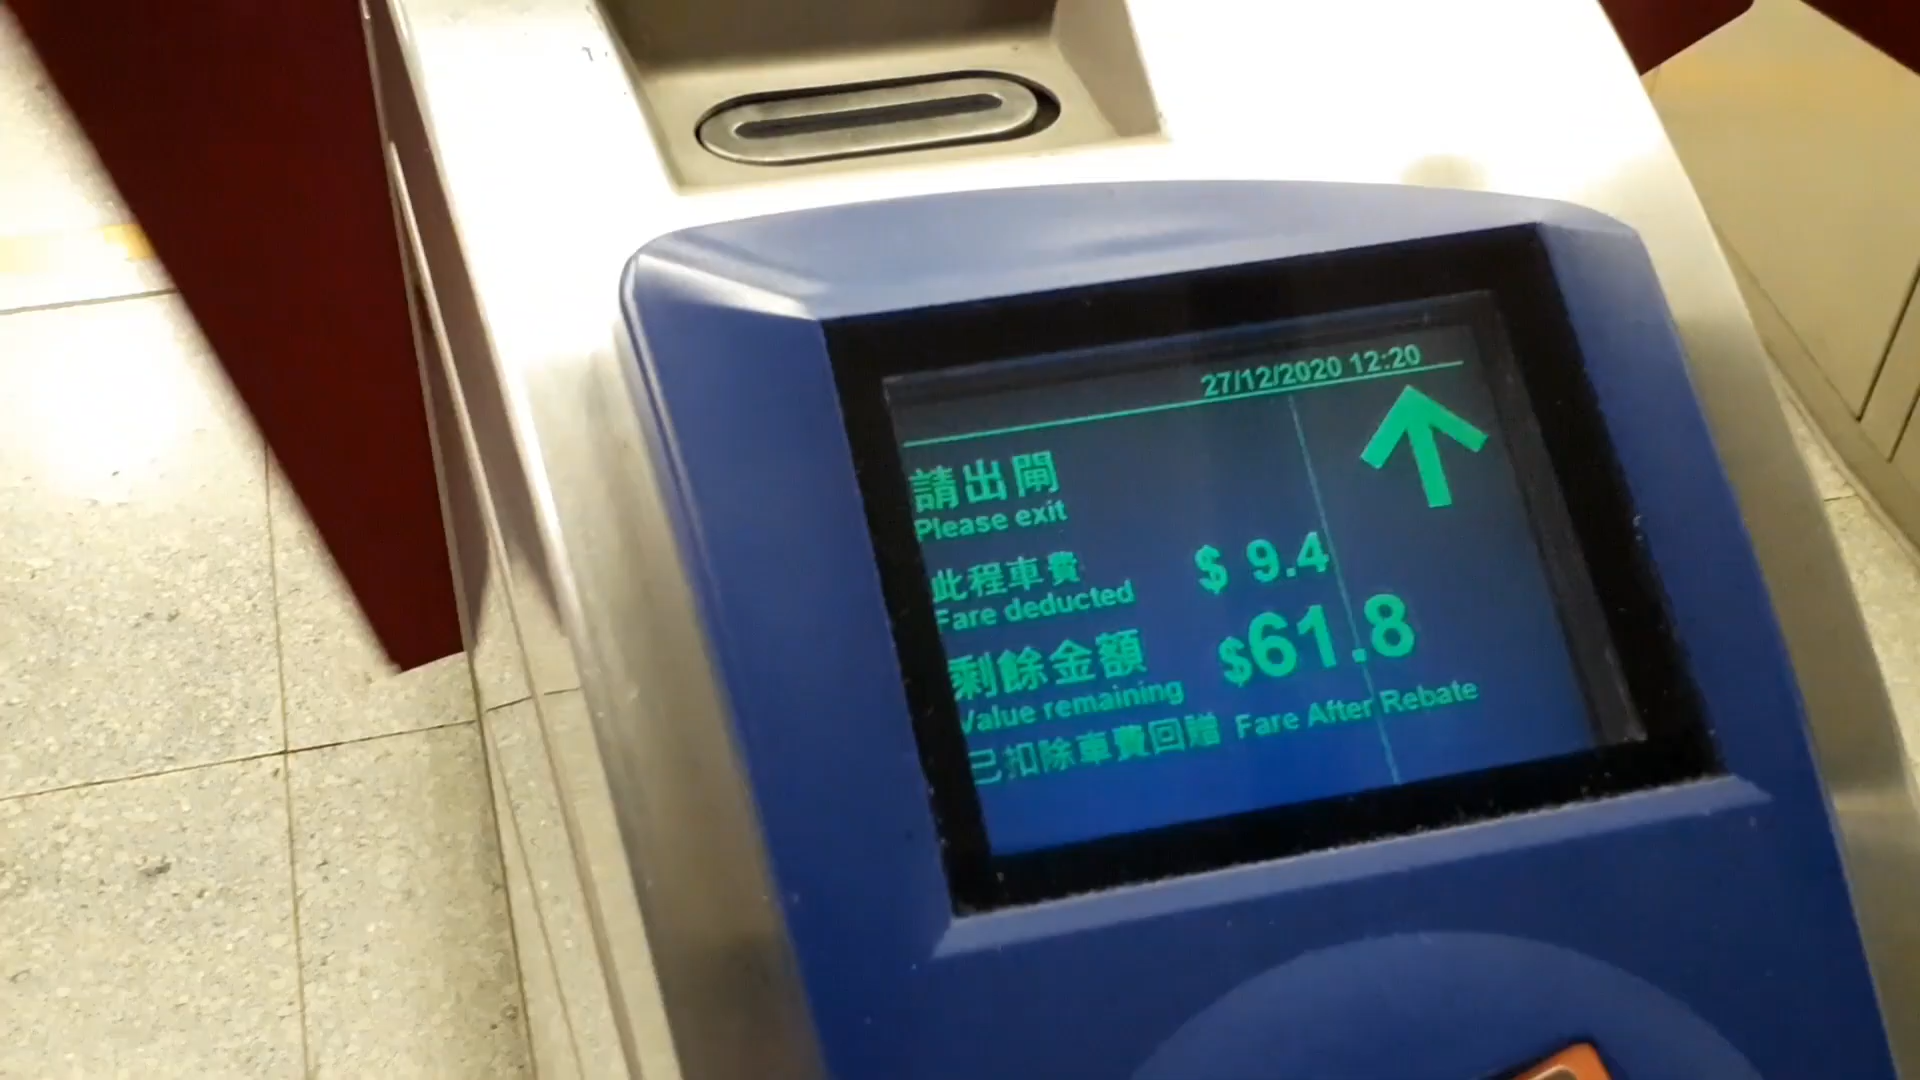 27/12/2020 12:20
請出閘
Please exit
此程車費 $ 9.4
Fare deducted
剩餘金額 $61.8
Value remaining
已扣除車費回贈 Fare After Rebate